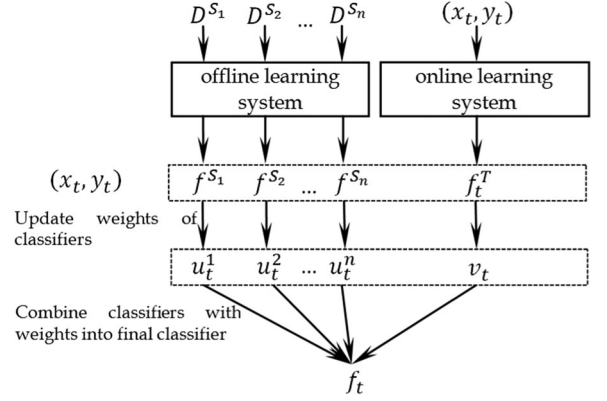 D^{S_1} D^{S_2} ... D^{S_n} (x_t, y_t)
offline learning system
online learning system
(x_t, y_t) f^{S_1} f^{S_2} ... f^{S_n} f_t^T
Update weights of
classifiers
u_t^1 u_t^2 ... u_t^n v_t
Combine classifiers with
weights into final classifier
f_t